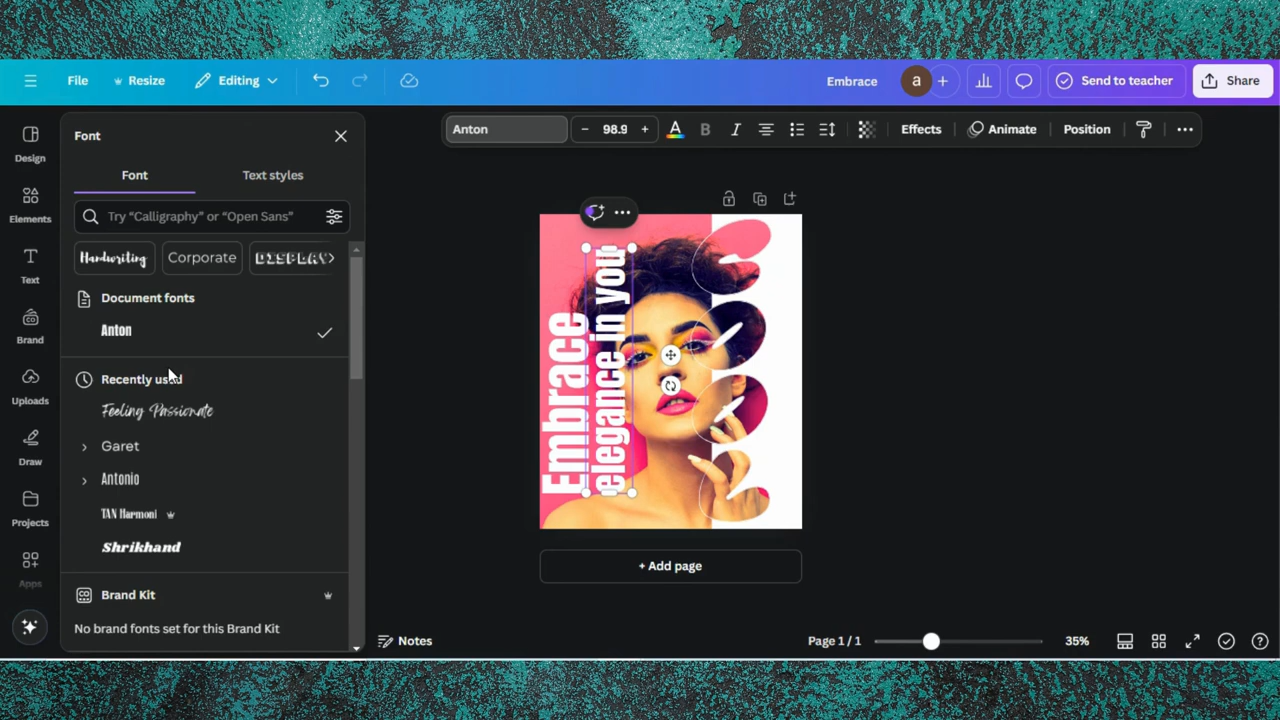 File
Resize
Editing
Embrace
a
Send to teacher
Share
Design
Elements
Text
Brand
Uploads
Draw
Projects
Apps
Font
Font
Text styles
Try “Calligraphy” or “Open Sans”
Handwriting
Corporate
DISPLAY
Document fonts
Anton
Recently used
Feeling Passionate
Garet
Antonio
TAN Harmoni
Shrikhand
Brand Kit
No brand fonts set for this Brand Kit
Anton
– 98.9 +
A
B
I
Effects
Animate
Position
Embrace
elegance in you
+ Add page
Notes
Page 1 / 1
35%